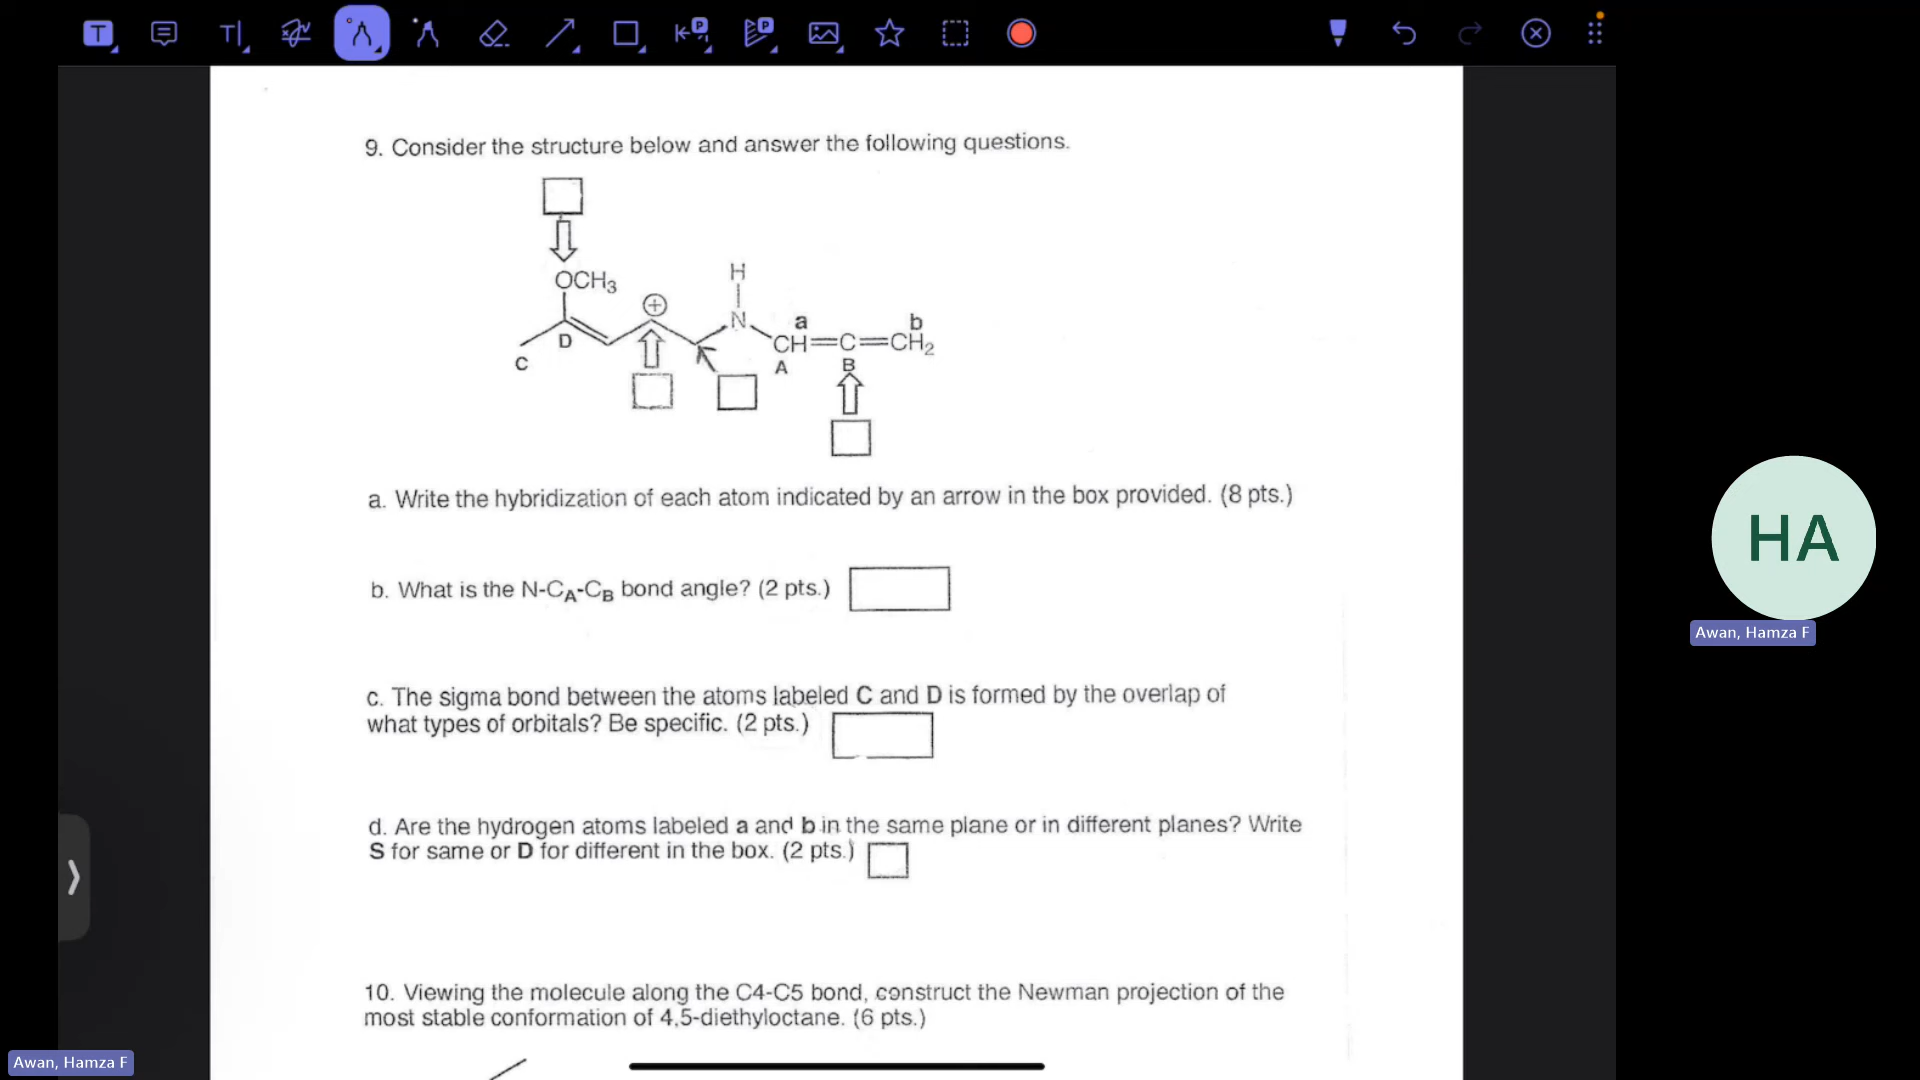 9. Consider the structure below and answer the following questions.
OCH3
H
N
a
b
CH=C=CH2
C
D
A
B
a. Write the hybridization of each atom indicated by an arrow in the box provided. (8 pts.)
b. What is the N-CA-CB bond angle? (2 pts.)
c. The sigma bond between the atoms labeled C and D is formed by the overlap of
what types of orbitals? Be specific. (2 pts.)
d. Are the hydrogen atoms labeled a and b in the same plane or in different planes? Write
S for same or D for different in the box. (2 pts.)
10. Viewing the molecule along the C4-C5 bond, construct the Newman projection of the
most stable conformation of 4,5-diethyloctane. (6 pts.)
HA
Awan, Hamza F
Awan, Hamza F